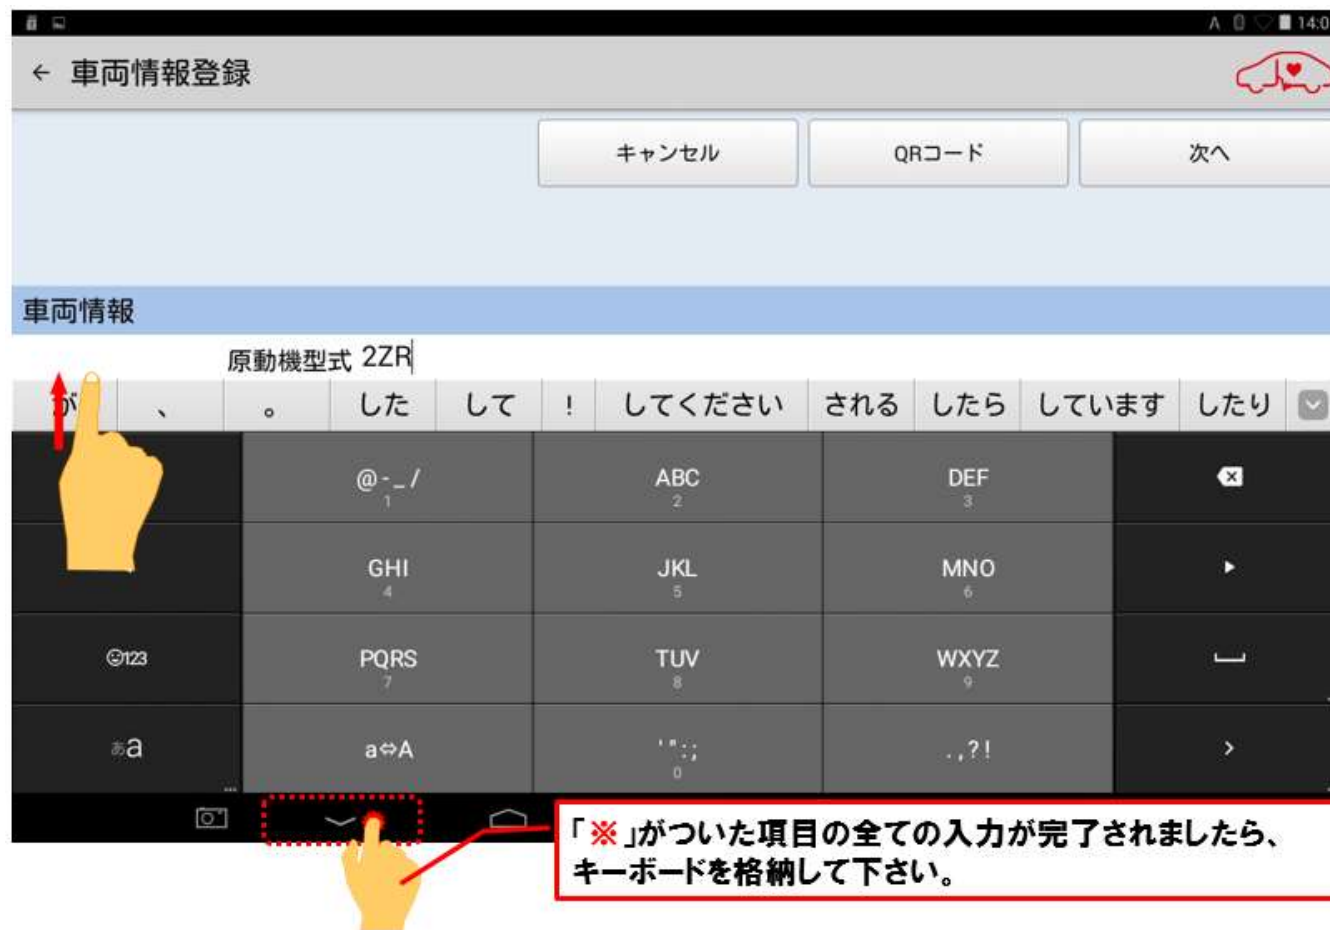 14:0
← 車両情報登録
キャンセル QRコード 次へ
車両情報
原動機型式 2ZR
が 、 。 した して ! してください される したら しています したり
@-_/ ABC DEF
1 2 3
GHI JKL MNO
4 5 6
☺123 PQRS TUV WXYZ
7 8 9
あa a⇔A '":; .,?!
0
「※」がついた項目の全ての入力が完了されましたら、
キーボードを格納して下さい。